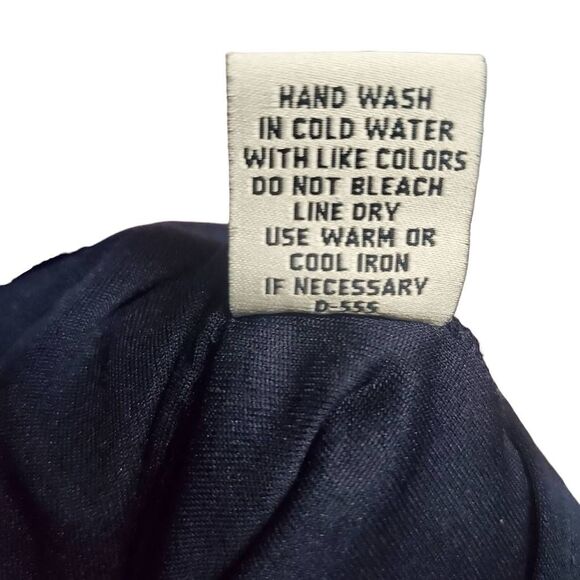 HAND WASH
IN COLD WATER
WITH LIKE COLORS
DO NOT BLEACH
LINE DRY
USE WARM OR
COOL IRON
IF NECESSARY
D-555